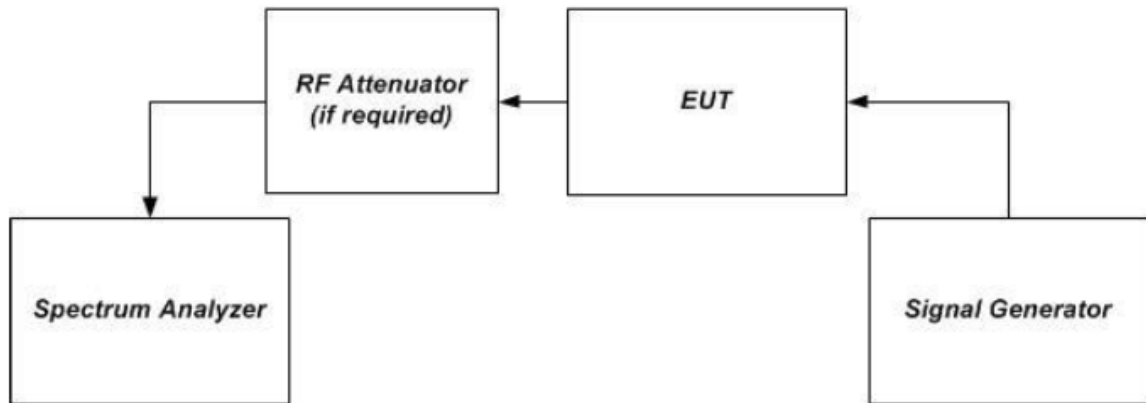 RF Attenuator
(if required)
EUT
Spectrum Analyzer
Signal Generator